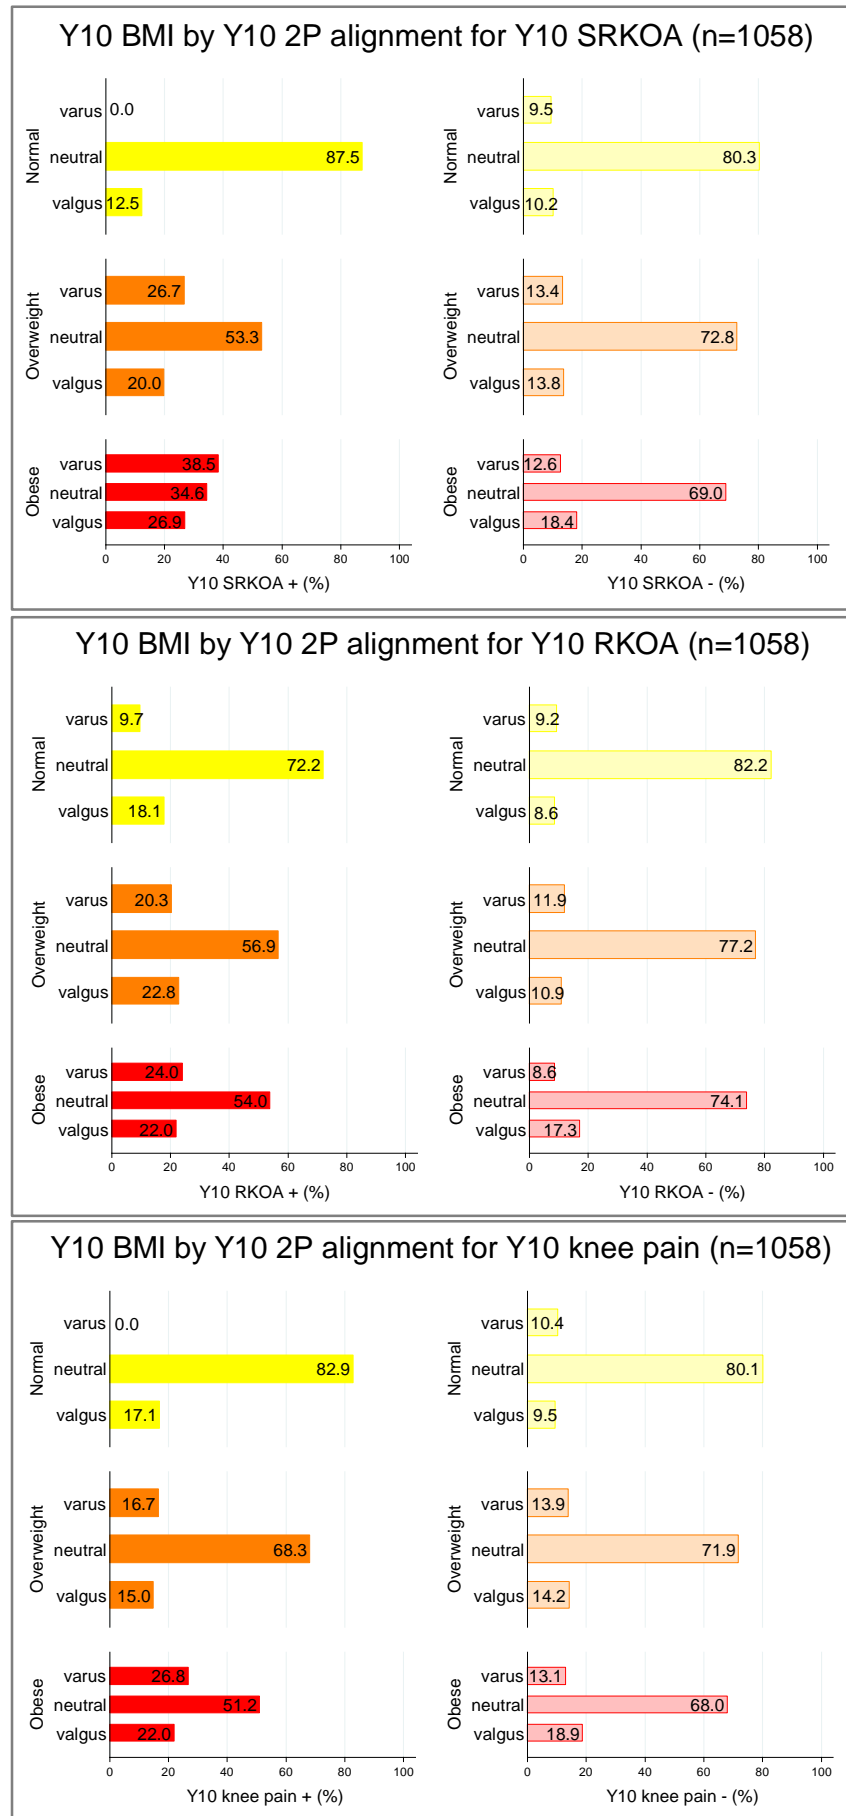 Y10 BMI by Y10 2P alignment for Y10 SRKOA (n=1058)
Normal
varus 0.0
neutral 87.5
valgus 12.5
Overweight
varus 26.7
neutral 53.3
valgus 20.0
Obese
varus 38.5
neutral 34.6
valgus 26.9
0 20 40 60 80 100
Y10 SRKOA + (%)
Normal
varus 9.5
neutral 80.3
valgus 10.2
Overweight
varus 13.4
neutral 72.8
valgus 13.8
Obese
varus 12.6
neutral 69.0
valgus 18.4
0 20 40 60 80 100
Y10 SRKOA - (%)
Y10 BMI by Y10 2P alignment for Y10 RKOA (n=1058)
Normal
varus 9.7
neutral 72.2
valgus 18.1
Overweight
varus 20.3
neutral 56.9
valgus 22.8
Obese
varus 24.0
neutral 54.0
valgus 22.0
0 20 40 60 80 100
Y10 RKOA + (%)
Normal
varus 9.2
neutral 82.2
valgus 8.6
Overweight
varus 11.9
neutral 77.2
valgus 10.9
Obese
varus 8.6
neutral 74.1
valgus 17.3
0 20 40 60 80 100
Y10 RKOA - (%)
Y10 BMI by Y10 2P alignment for Y10 knee pain (n=1058)
Normal
varus 0.0
neutral 82.9
valgus 17.1
Overweight
varus 16.7
neutral 68.3
valgus 15.0
Obese
varus 26.8
neutral 51.2
valgus 22.0
0 20 40 60 80 100
Y10 knee pain + (%)
Normal
varus 10.4
neutral 80.1
valgus 9.5
Overweight
varus 13.9
neutral 71.9
valgus 14.2
Obese
varus 13.1
neutral 68.0
valgus 18.9
0 20 40 60 80 100
Y10 knee pain - (%)